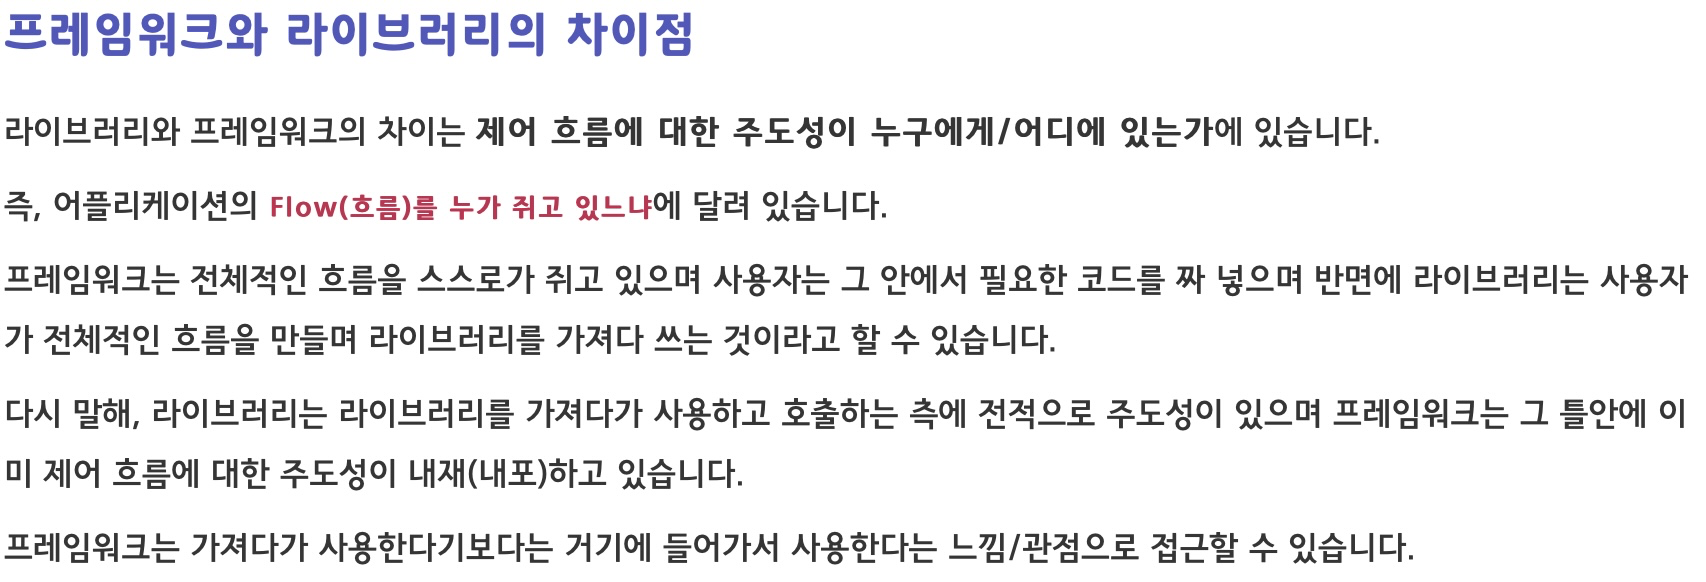 프레임워크와 라이브러리의 차이점
라이브러리와 프레임워크의 차이는 제어 흐름에 대한 주도성이 누구에게/어디에 있는가에 있습니다.
즉, 어플리케이션의 Flow(흐름)를 누가 쥐고 있느냐에 달려 있습니다.
프레임워크는 전체적인 흐름을 스스로가 쥐고 있으며 사용자는 그 안에서 필요한 코드를 짜 넣으며 반면에 라이브러리는 사용자
가 전체적인 흐름을 만들며 라이브러리를 가져다 쓰는 것이라고 할 수 있습니다.
다시 말해, 라이브러리는 라이브러리를 가져다가 사용하고 호출하는 측에 전적으로 주도성이 있으며 프레임워크는 그 틀안에 이
미 제어 흐름에 대한 주도성이 내재(내포)하고 있습니다.
프레임워크는 가져다가 사용한다기보다는 거기에 들어가서 사용한다는 느낌/관점으로 접근할 수 있습니다.